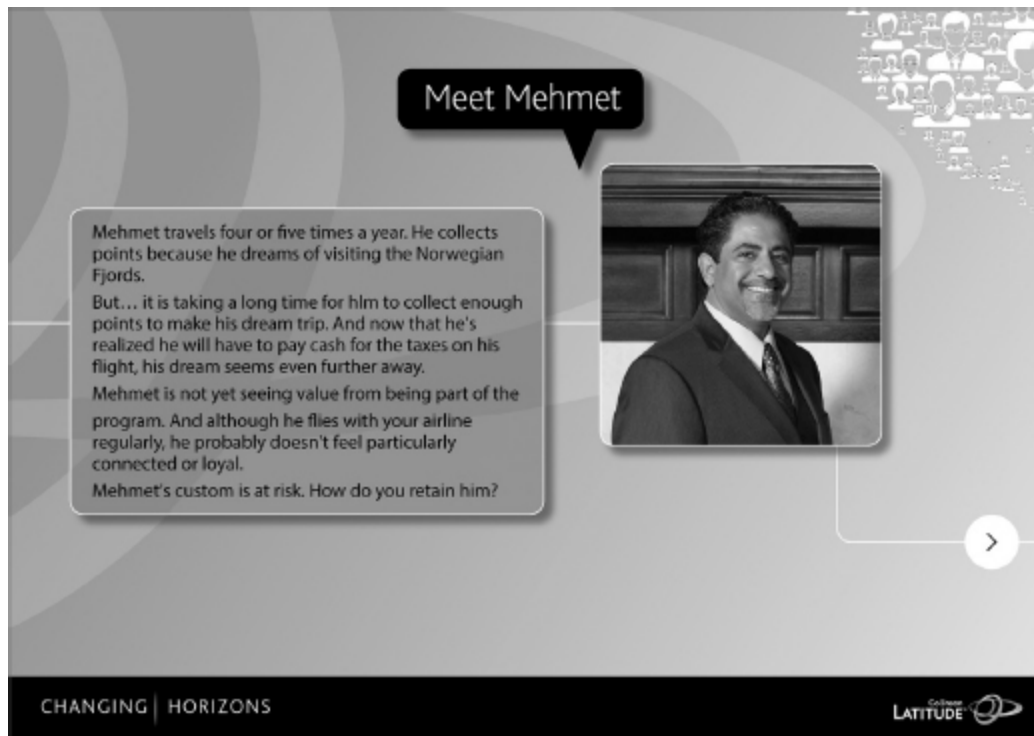 Meet Mehmet
Mehmet travels four or five times a year. He collects
points because he dreams of visiting the Norwegian
Fjords.
But... it is taking a long time for hIm to collect enough
points to make his dream trip. And now that he's
realized he will have to pay cash for the taxes on his
flight, his dream seems even further away.
Mehmet is not yet seeing value from being part of the
program. And although he flies with your airline
regularly, he probably doesn't feel particularly
connected or loyal.
Mehmet's custom is at risk. How do you retain him?
CHANGING | HORIZONS
Collinson
LATITUDE